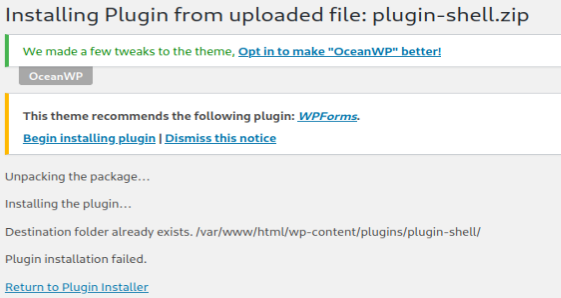 Installing Plugin from uploaded file: plugin-shell.zip
We made a few tweaks to the theme, Opt in to make "OceanWP" better!
OceanWP
This theme recommends the following plugin: WPForms.
Begin installing plugin | Dismiss this notice
Unpacking the package…
Installing the plugin…
Destination folder already exists. /var/www/html/wp-content/plugins/plugin-shell/
Plugin installation failed.
Return to Plugin Installer